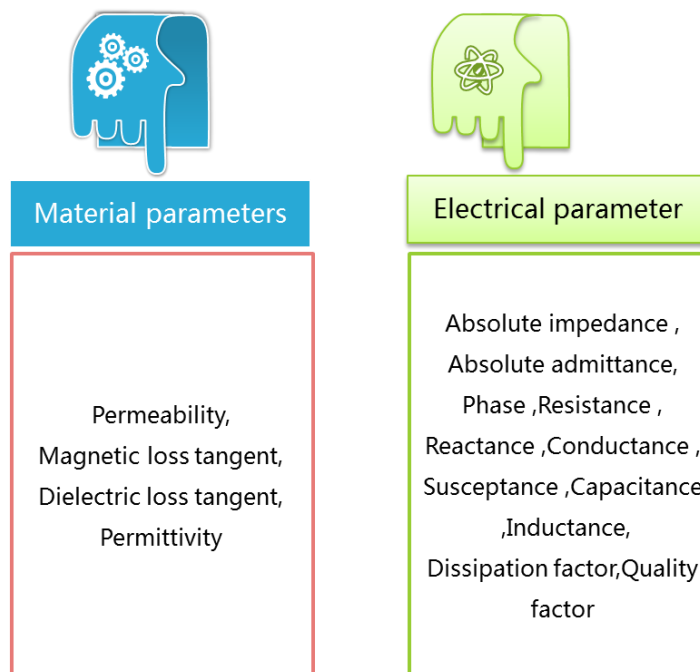 Material parameters
Permeability,
Magnetic loss tangent,
Dielectric loss tangent,
Permittivity
Electrical parameter
Absolute impedance ,
Absolute admittance,
Phase ,Resistance ,
Reactance ,Conductance ,
Susceptance ,Capacitance
,Inductance,
Dissipation factor,Quality
factor